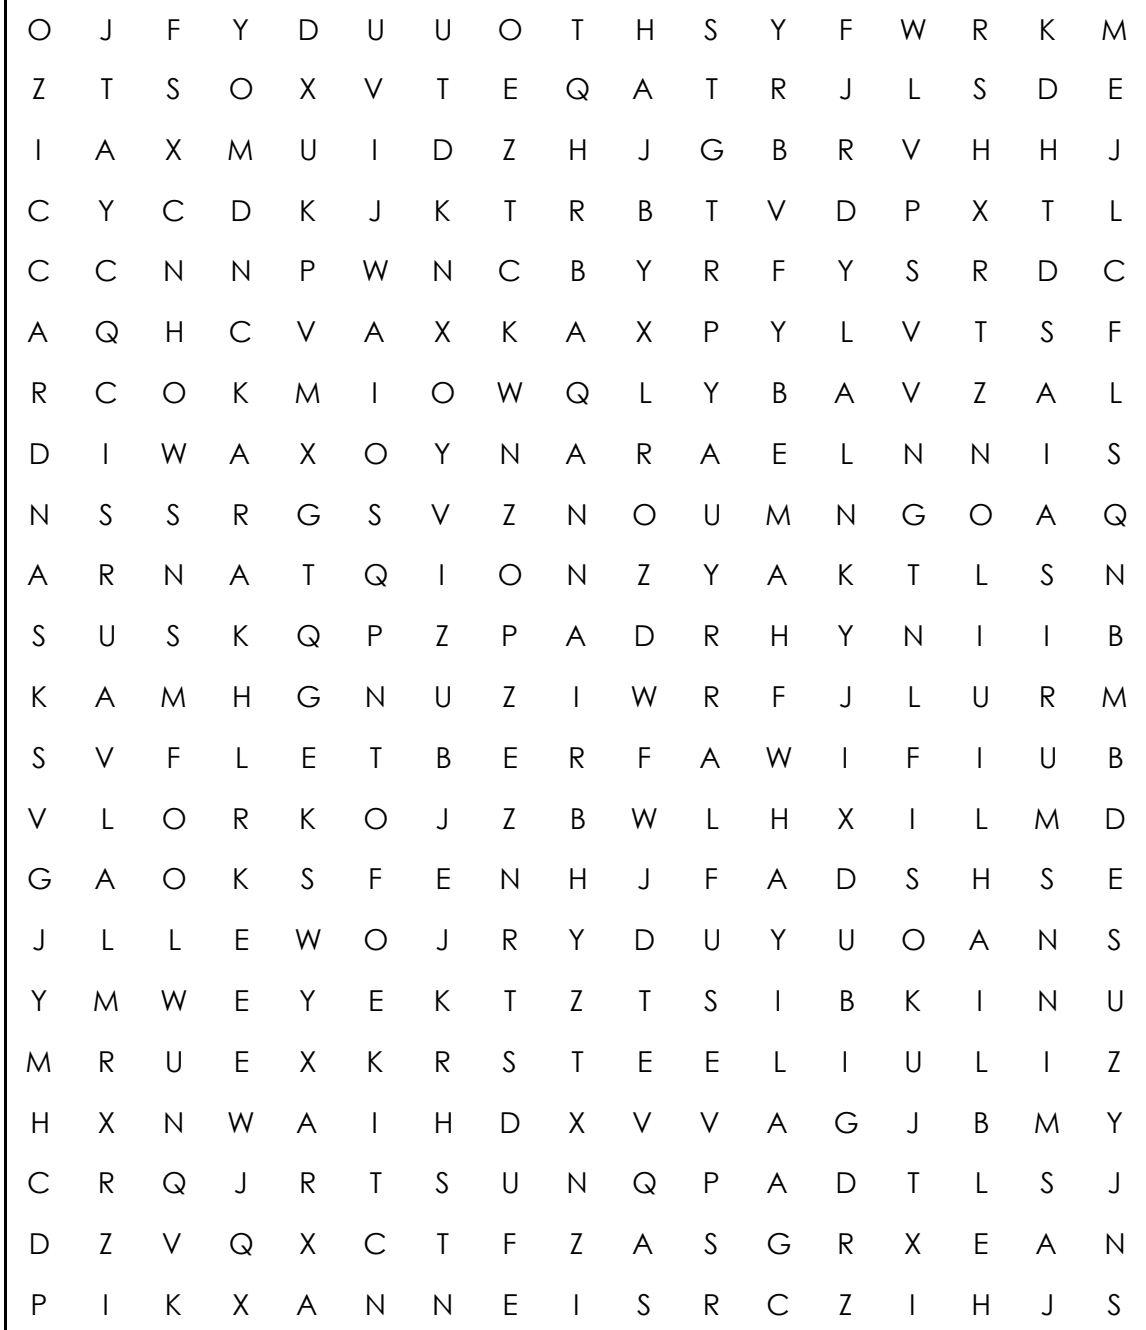 O J F Y D U U O T H S Y F W R K M
Z T S O X V T E Q A T R J L S D E
I A X M U I D Z H J G B R V H H J
C Y C D K J K T R B T V D P X T L
C C N N P W N C B Y R F Y S R D C
A Q H C V A X K A X P Y L V T S F
R C O K M I O W Q L Y B A V Z A L
D I W A X O Y N A R A E L N N I S
N S S R G S V Z N O U M N G O A Q
A R N A T Q I O N Z Y A K T L S N
S U S K Q P Z P A D R H Y N I I B
K A M H G N U Z I W R F J L U R M
S V F L E T B E R F A W I F I U B
V L O R K O J Z B W L H X I L M D
G A O K S F E N H J F A D S H S E
J L L E W O J R Y D U Y U O A N S
Y M W E Y E K T Z T S I B K I N U
M R U E X K R S T E E L I U L I Z
H X N W A I H D X V V A G J B M Y
C R Q J R T S U N Q P A D T L S J
D Z V Q X C T F Z A S G R X E A N
P I K X A N N E I S R C Z I H J S